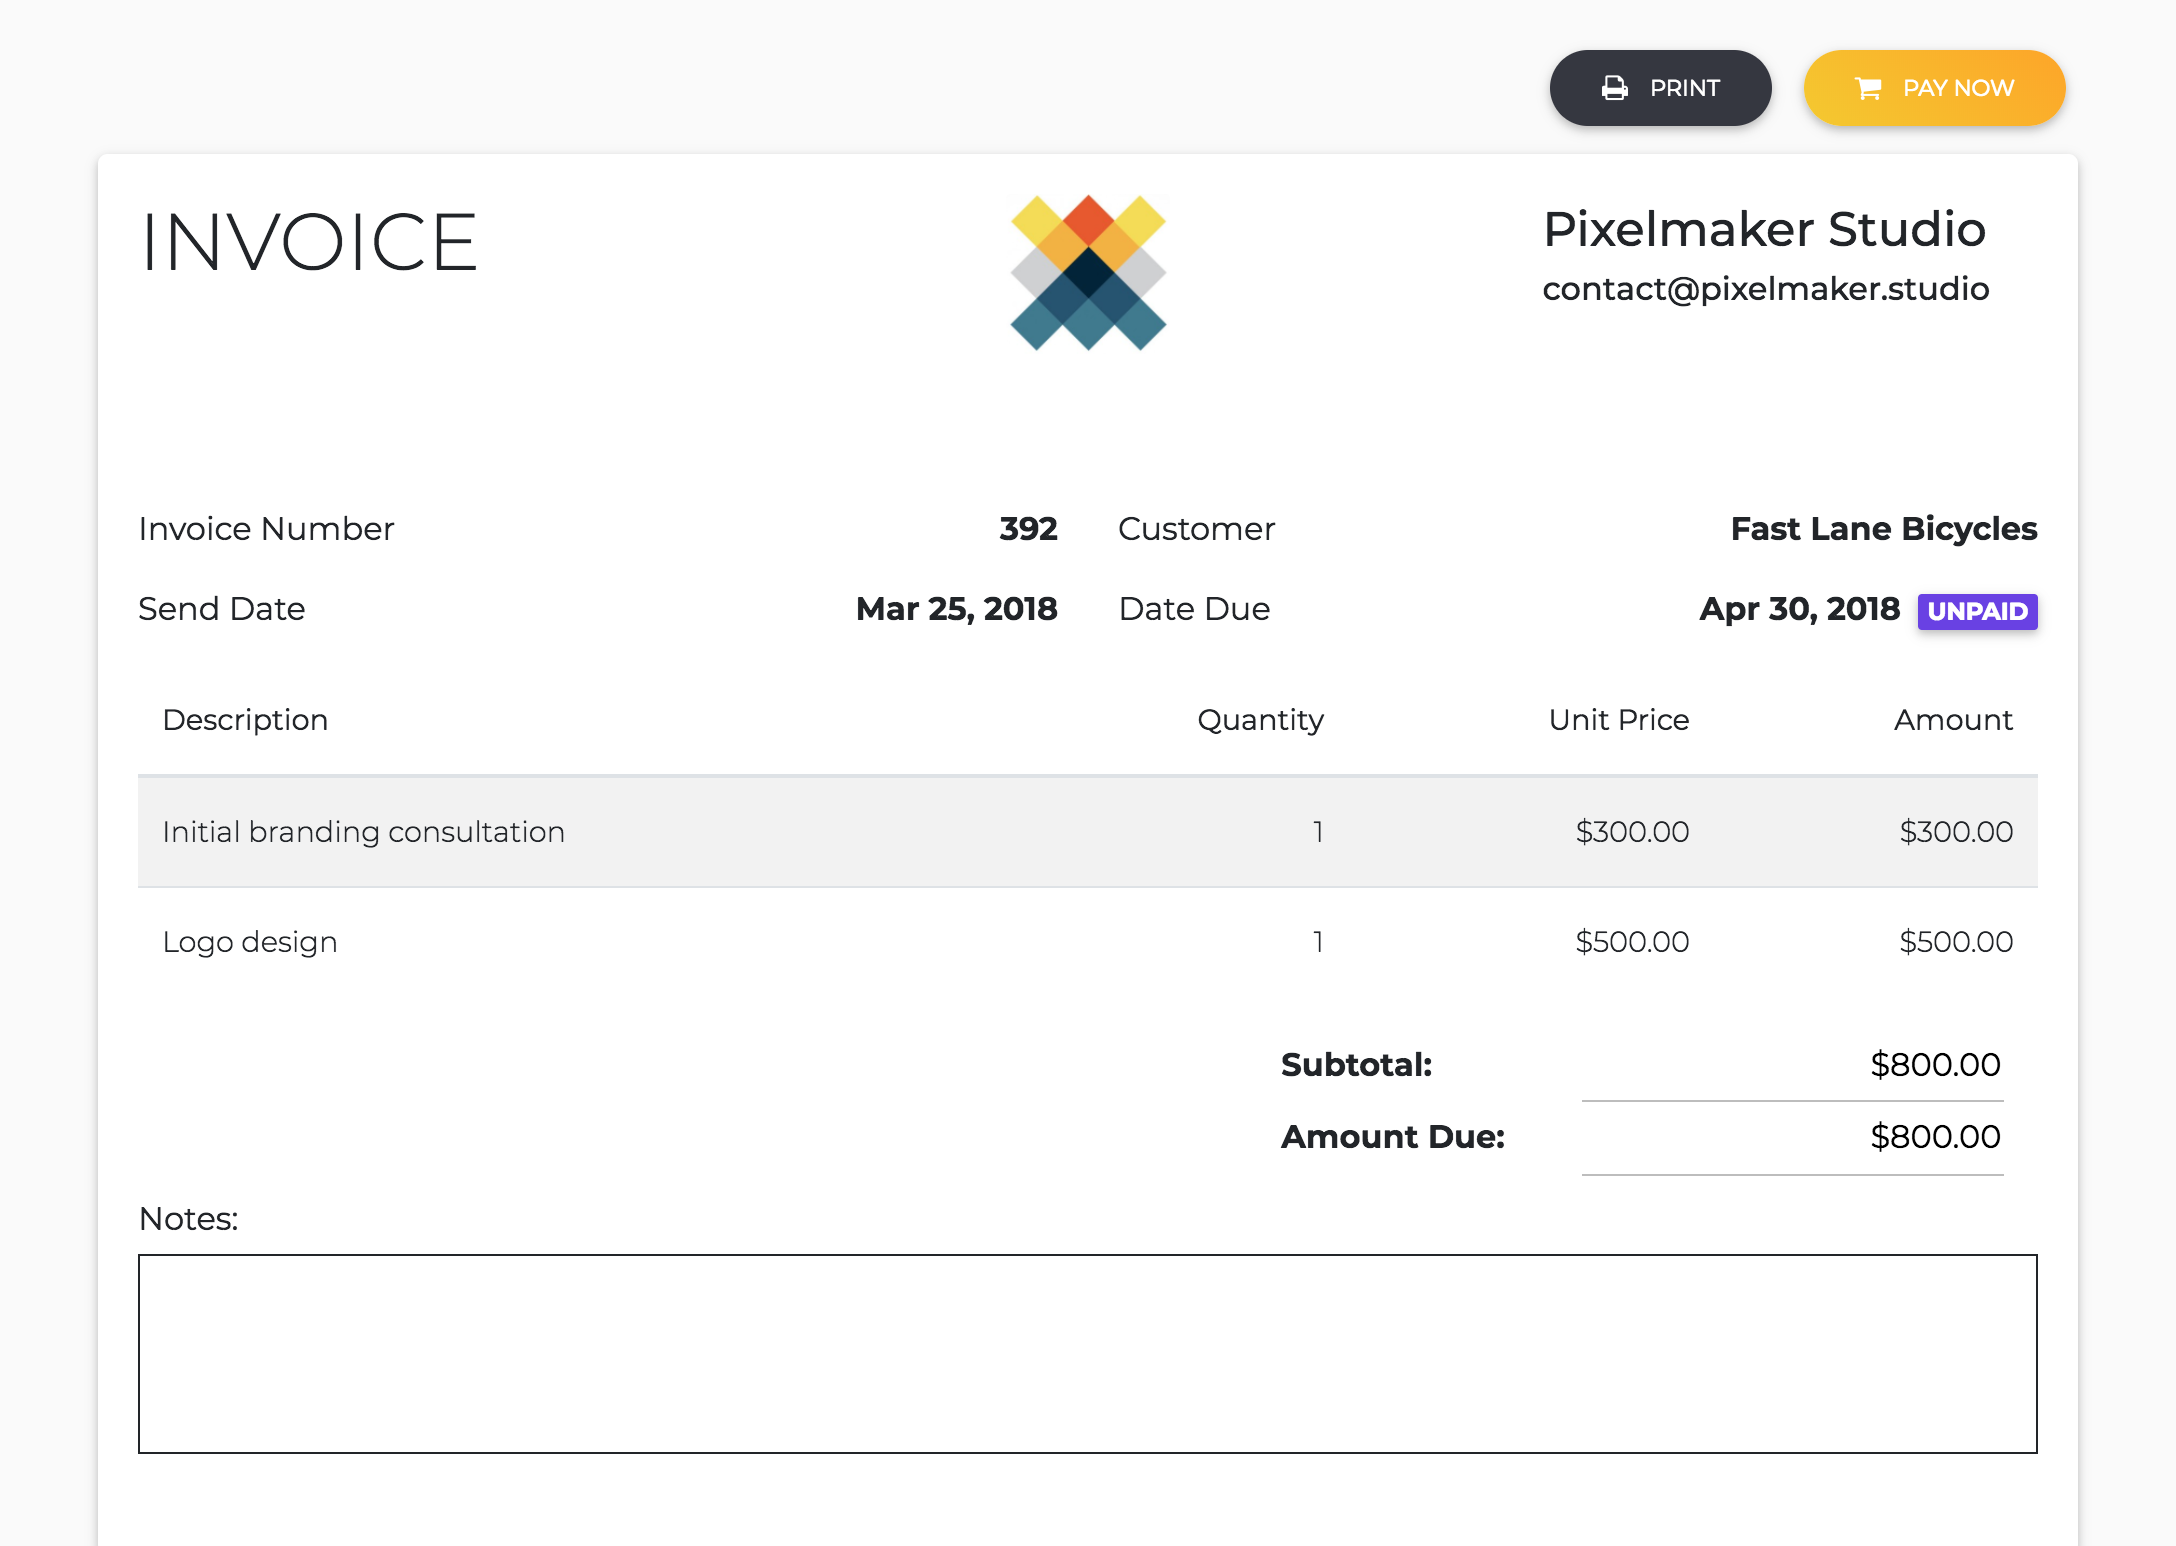 PRINT PAY NOW
INVOICE Pixelmaker Studio
contact@pixelmaker.studio
Invoice Number 392 Customer Fast Lane Bicycles
Send Date Mar 25, 2018 Date Due Apr 30, 2018 UNPAID
Description Quantity Unit Price Amount
Initial branding consultation 1 $300.00 $300.00
Logo design 1 $500.00 $500.00
Subtotal: $800.00
Amount Due: $800.00
Notes: